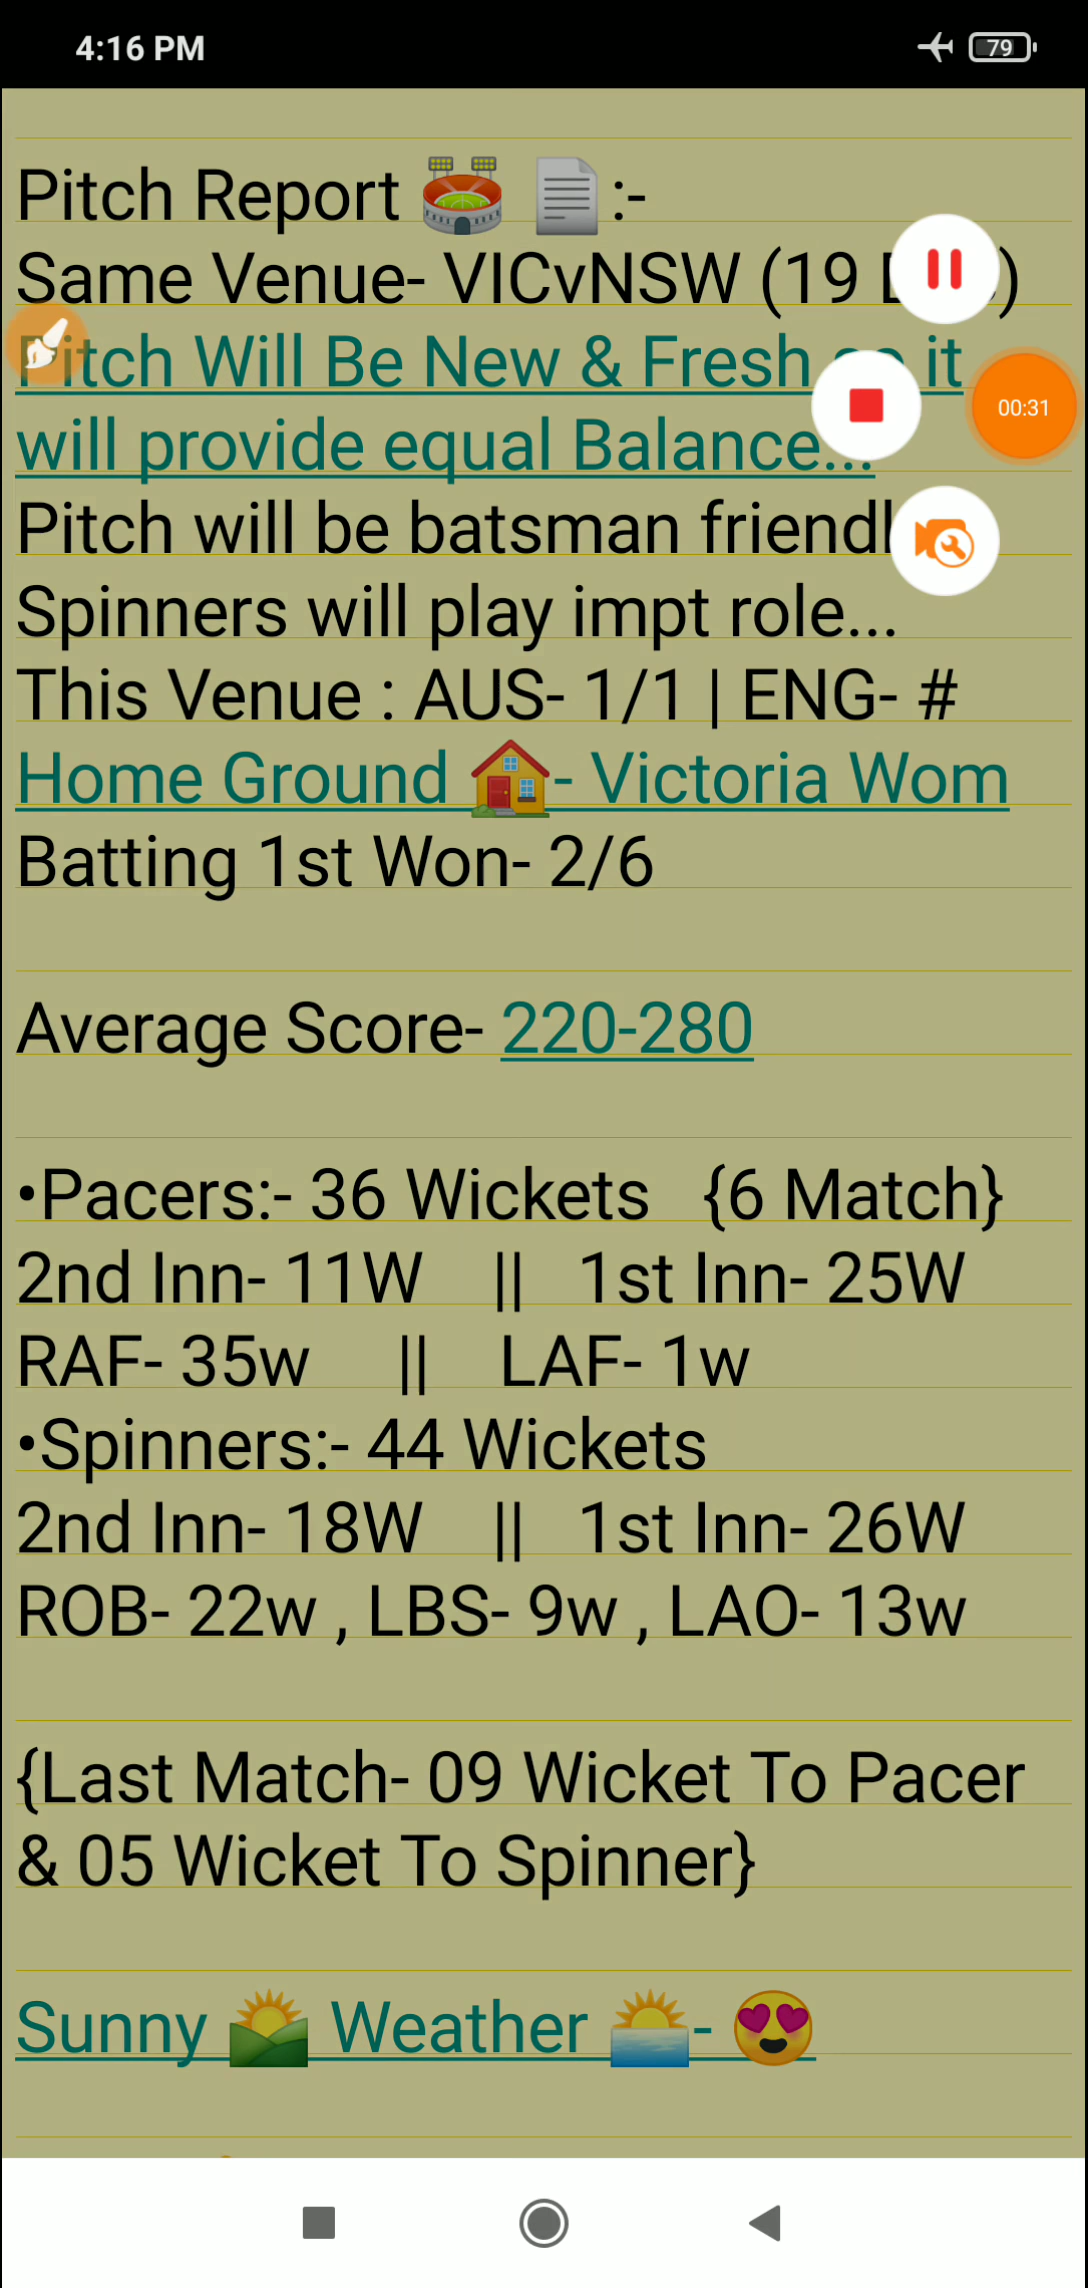 4:16 PM
79
Pitch Report 🏟️ 📄 :-
Same Venue- VICvNSW (19 )
Pitch Will Be New & Fresh it
will provide equal Balance...
00:31
Pitch will be batsman
Spinners will play impt role...
This Venue : AUS- 1/1 | ENG- #
Home Ground 🏠- Victoria Wom
Batting 1st Won- 2/6
Average Score- 220-280
•Pacers:- 36 Wickets {6 Match}
2nd Inn- 11W || 1st Inn- 25W
RAF- 35w || LAF- 1w
•Spinners:- 44 Wickets
2nd Inn- 18W || 1st Inn- 26W
ROB- 22w , LBS- 9w , LAO- 13w
{Last Match- 09 Wicket To Pacer
& 05 Wicket To Spinner}
Sunny 🌄 Weather 🌅- 😍